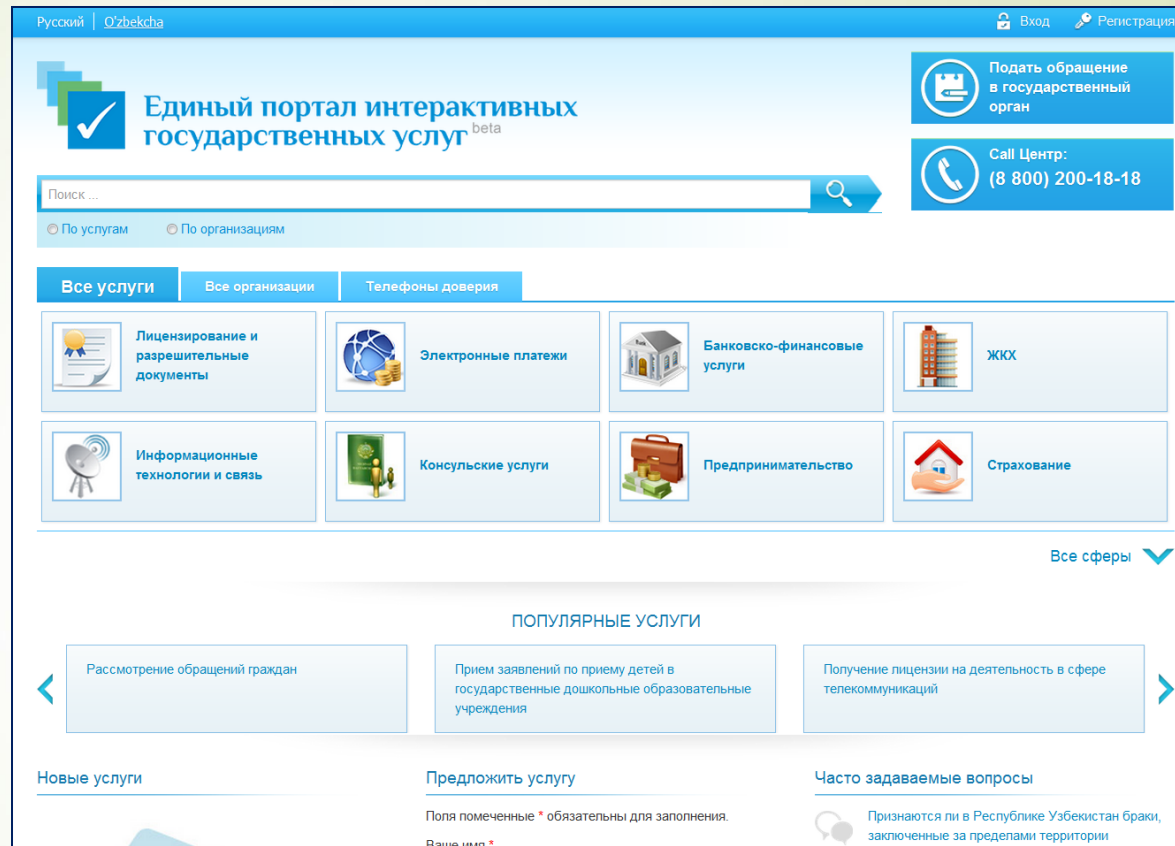 Русский
O'zbekcha
Вход
Регистрация
Единый портал интерактивных
государственных услуг beta
Подать обращение
в государственный
орган
Call Центр:
(8 800) 200-18-18
Поиск ...
По услугам
По организациям
Все услуги
Все организации
Телефоны доверия
Лицензирование и
разрешительные
документы
Электронные платежи
Банковско-финансовые
услуги
ЖКХ
Информационные
технологии и связь
Консульские услуги
Предпринимательство
Страхование
Все сферы
ПОПУЛЯРНЫЕ УСЛУГИ
Рассмотрение обращений граждан
Прием заявлений по приему детей в
государственные дошкольные образовательные
учреждения
Получение лицензии на деятельность в сфере
телекоммуникаций
Новые услуги
Предложить услугу
Поля помеченные * обязательны для заполнения.
Ваше имя *
Часто задаваемые вопросы
Признаются ли в Республике Узбекистан браки,
заключенные за пределами территории